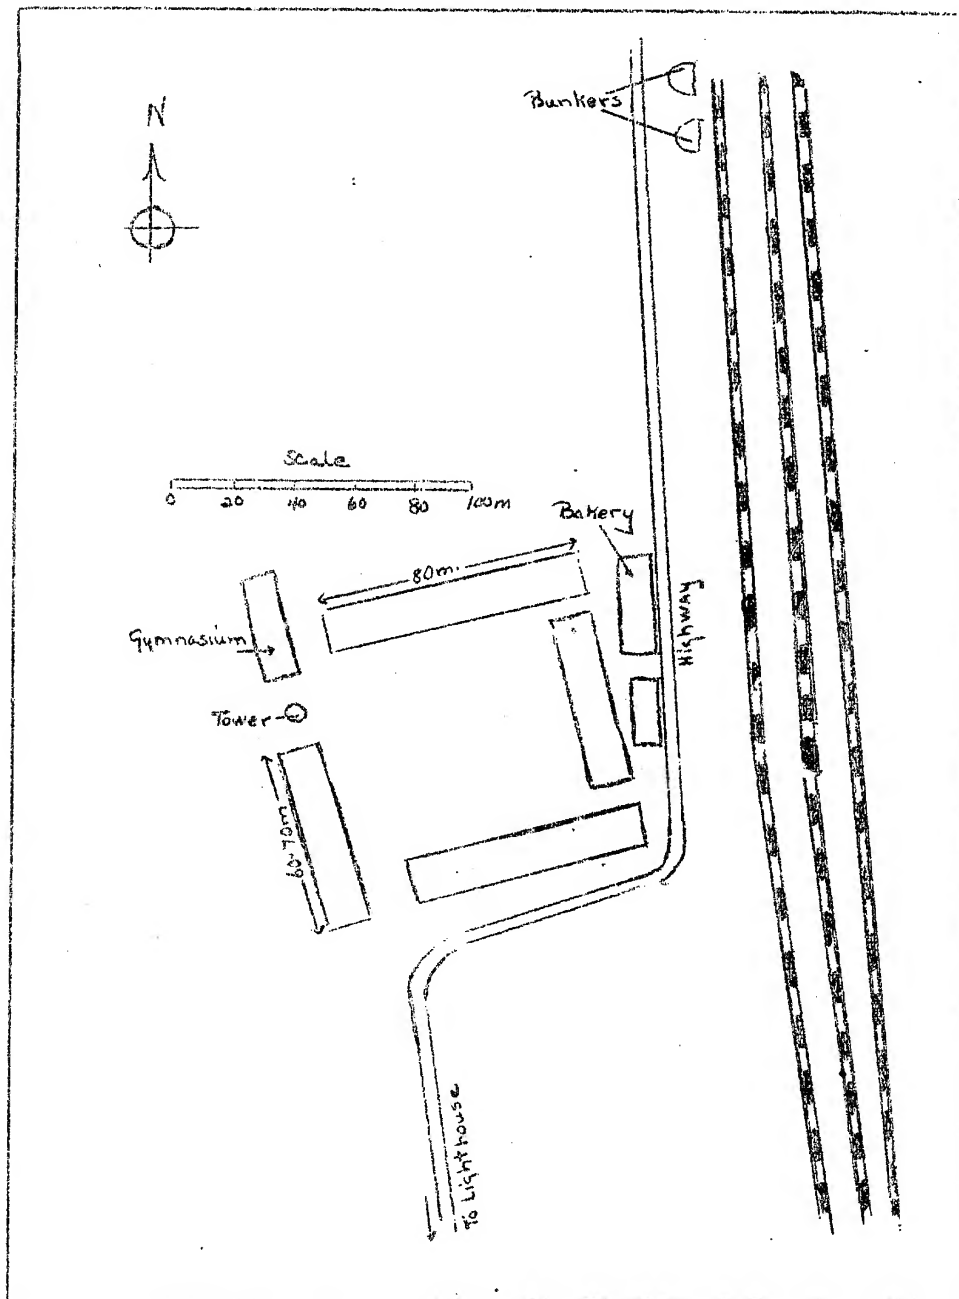 N
Bunkers
Scale
0 20 40 60 80 100m
Bakery
80m.
Highway
Gymnasium
Tower
60-70m
To Lighthouse